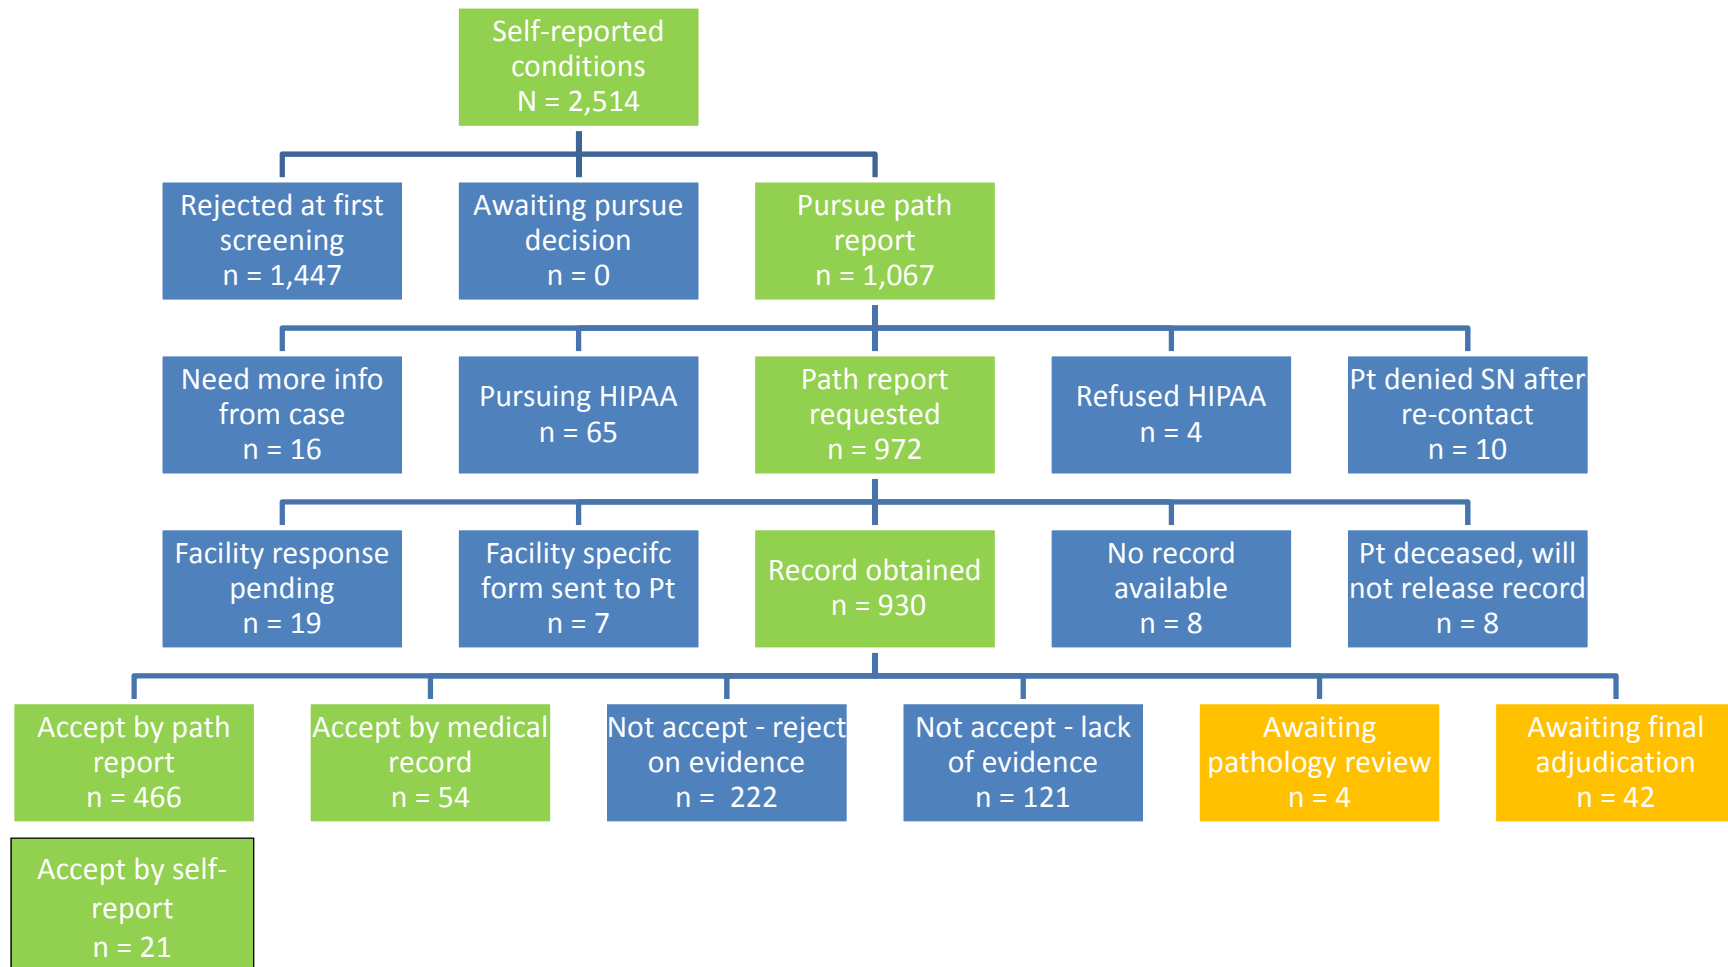 Self-reported
conditions
N = 2,514
Rejected at first
screening
n = 1,447
Awaiting pursue
decision
n = 0
Pursue path
report
n = 1,067
Need more info
from case
n = 16
Pursuing HIPAA
n = 65
Path report
requested
n = 972
Refused HIPAA
n = 4
Pt denied SN after
re-contact
n = 10
Facility response
pending
n = 19
Facility specifc
form sent to Pt
n = 7
Record obtained
n = 930
No record
available
n = 8
Pt deceased, will
not release record
n = 8
Accept by path
report
n = 466
Accept by medical
record
n = 54
Not accept - reject
on evidence
n = 222
Not accept - lack
of evidence
n = 121
Awaiting
pathology review
n = 4
Awaiting final
adjudication
n = 42
Accept by self-
report
n = 21